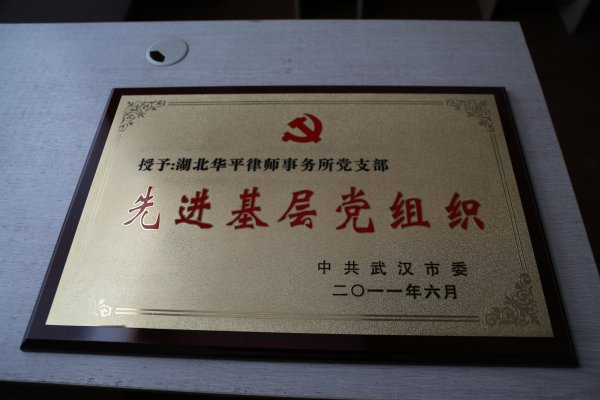 授予:湖北华平律师事务所党支部
先进基层党组织
中共武汉市委
二〇一一年六月